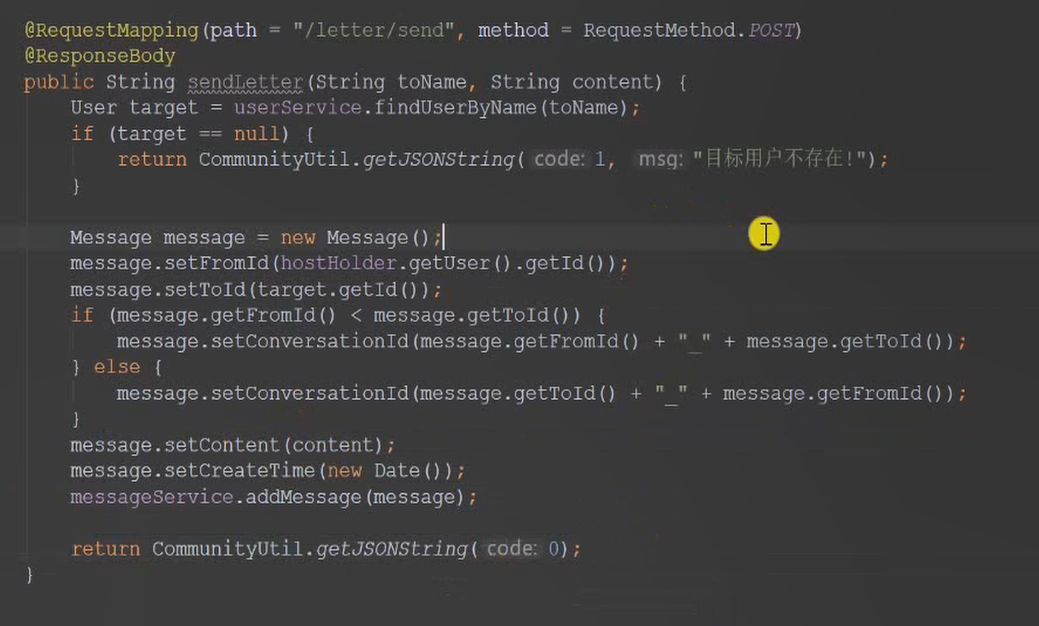 @RequestMapping(path = "/letter/send", method = RequestMethod.POST)
@ResponseBody
public String sendLetter(String toName, String content) {
    User target = userService.findUserByName(toName);
    if (target == null) {
        return CommunityUtil.getJSONString( code: 1, msg: "目标用户不存在!");
    }

    Message message = new Message();
    message.setFromId(hostHolder.getUser().getId());
    message.setToId(target.getId());
    if (message.getFromId() < message.getToId()) {
        message.setConversationId(message.getFromId() + "_" + message.getToId());
    } else {
        message.setConversationId(message.getToId() + "_" + message.getFromId());
    }
    message.setContent(content);
    message.setCreateTime(new Date());
    messageService.addMessage(message);

    return CommunityUtil.getJSONString( code: 0);
}